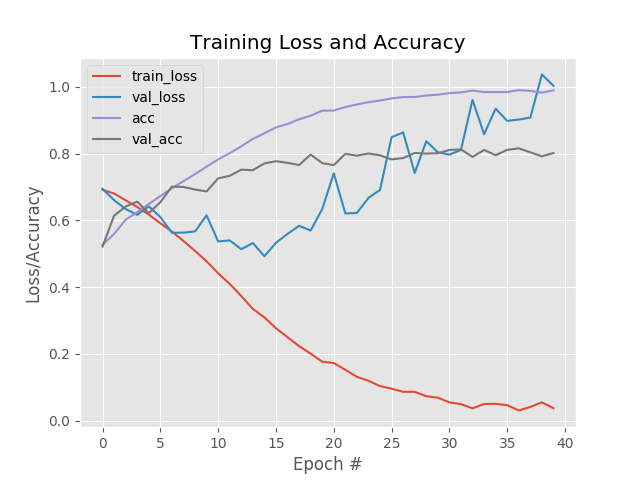 Training Loss and Accuracy
train_loss
val_loss
acc
val_acc
Loss/Accuracy
1.0
0.8
0.6
0.4
0.2
0.0
0 5 10 15 20 25 30 35 40
Epoch #